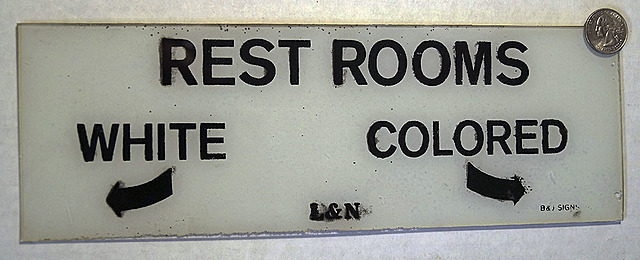 REST ROOMS
WHITE COLORED
L&N
B&J SIGNS